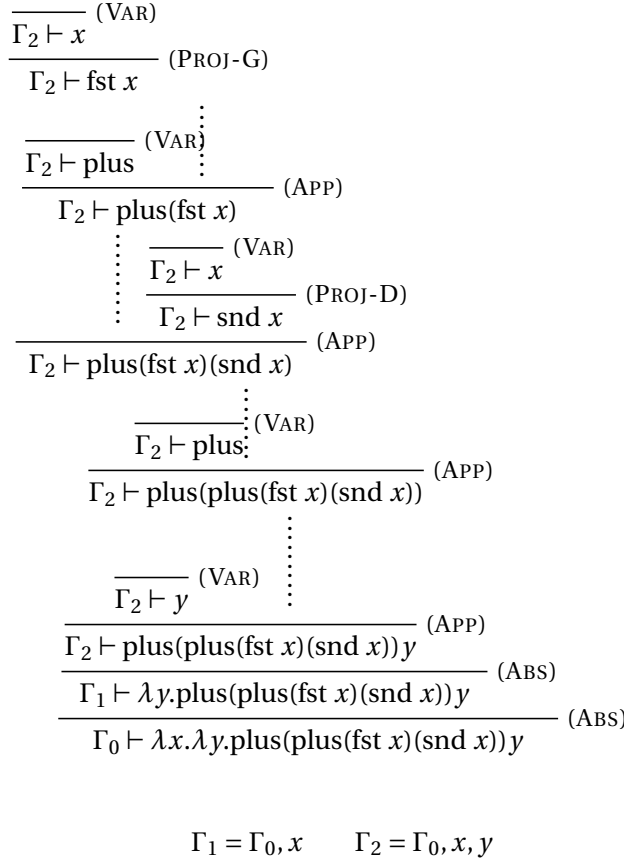 (VAR)
Γ₂ ⊢ x
(PROJ-G)
Γ₂ ⊢ fst x
(VAR)
Γ₂ ⊢ plus
(APP)
Γ₂ ⊢ plus(fst x)
(VAR)
Γ₂ ⊢ x
(PROJ-D)
Γ₂ ⊢ snd x
(APP)
Γ₂ ⊢ plus(fst x)(snd x)
(VAR)
Γ₂ ⊢ plus
(APP)
Γ₂ ⊢ plus(plus(fst x)(snd x))
(VAR)
Γ₂ ⊢ y
(APP)
Γ₂ ⊢ plus(plus(fst x)(snd x))y
(ABS)
Γ₁ ⊢ λy.plus(plus(fst x)(snd x))y
(ABS)
Γ₀ ⊢ λx.λy.plus(plus(fst x)(snd x))y
Γ₁ = Γ₀, x Γ₂ = Γ₀, x, y